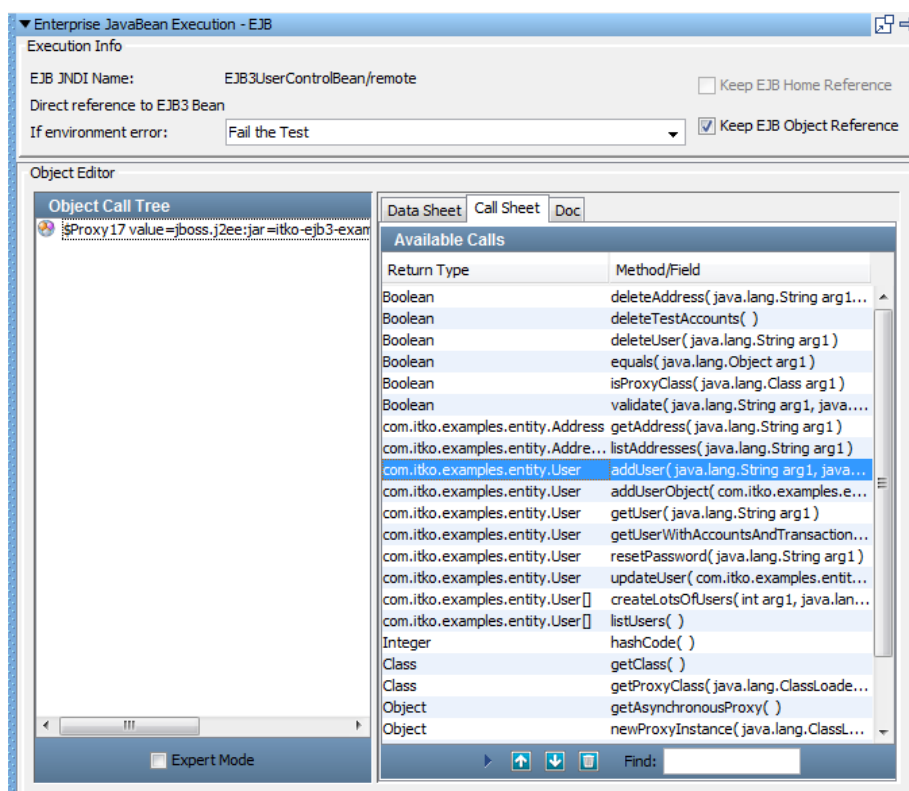 Enterprise JavaBean Execution - EJB
Execution Info
EJB JNDI Name: EJB3UserControlBean/remote
Keep EJB Home Reference
Direct reference to EJB3 Bean
If environment error: Fail the Test
Keep EJB Object Reference
Object Editor
Object Call Tree
$Proxy17 value=jboss.j2ee:jar=itko-ejb3-exam
Data Sheet Call Sheet Doc
Available Calls
Return Type Method/Field
Boolean deleteAddress( java.lang.String arg1...
Boolean deleteTestAccounts( )
Boolean deleteUser( java.lang.String arg1 )
Boolean equals( java.lang.Object arg1 )
Boolean isProxyClass( java.lang.Class arg1 )
Boolean validate( java.lang.String arg1, java....
com.itko.examples.entity.Address getAddress( java.lang.String arg1 )
com.itko.examples.entity.Addre... listAddresses( java.lang.String arg1 )
com.itko.examples.entity.User addUser( java.lang.String arg1, java...
com.itko.examples.entity.User addUserObject( com.itko.examples.e...
com.itko.examples.entity.User getUser( java.lang.String arg1 )
com.itko.examples.entity.User getUserWithAccountsAndTransaction...
com.itko.examples.entity.User resetPassword( java.lang.String arg1 )
com.itko.examples.entity.User updateUser( com.itko.examples.entit...
com.itko.examples.entity.User[] createLotsOfUsers( int arg1, java.lan...
com.itko.examples.entity.User[] listUsers( )
Integer hashCode( )
Class getClass( )
Class getProxyClass( java.lang.ClassLoade...
Object getAsynchronousProxy( )
Object newProxyInstance( java.lang.ClassL...
Expert Mode
Find: